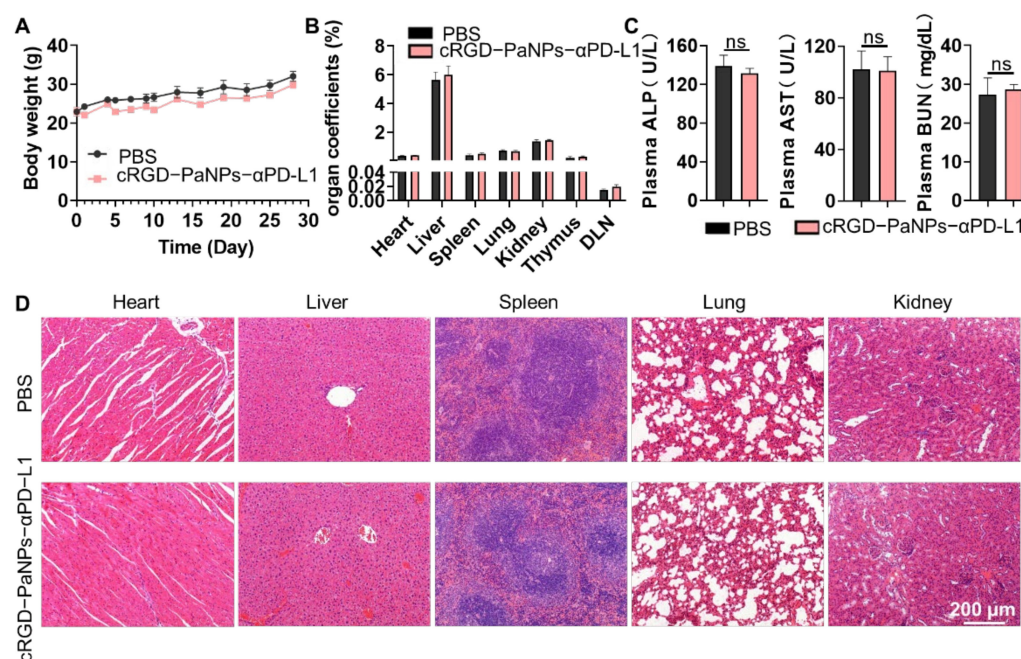 A
Body weight (g)
40
30
20
10
0
0
5
10
15
20
25
30
Time (Day)
PBS
cRGD−PaNPs−αPD-L1
B
organ coefficients (%)
8
6
4
2
0.04
0.02
0.00
PBS
cRGD−PaNPs−αPD-L1
Heart
Liver
Spleen
Lung
Kidney
Thymus
DLN
C
Plasma ALP (U/L)
160
120
80
40
0
ns
Plasma AST (U/L)
120
80
40
0
ns
Plasma BUN (mg/dL)
40
30
20
10
0
ns
PBS
cRGD−PaNPs−αPD-L1
D
Heart
Liver
Spleen
Lung
Kidney
PBS
cRGD−PaNPs−αPD-L1
200 μm